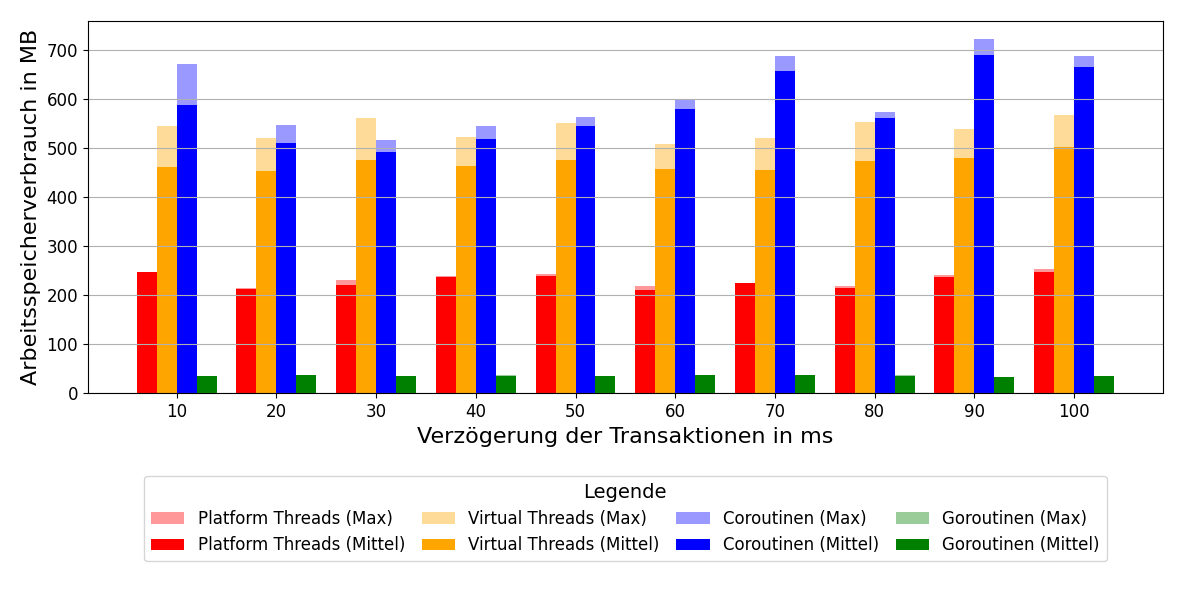 Arbeitsspeicherverbrauch in MB
700
600
500
400
300
200
100
0
10 20 30 40 50 60 70 80 90 100
Verzögerung der Transaktionen in ms
Legende
Platform Threads (Max) Virtual Threads (Max) Coroutinen (Max) Goroutinen (Max)
Platform Threads (Mittel) Virtual Threads (Mittel) Coroutinen (Mittel) Goroutinen (Mittel)